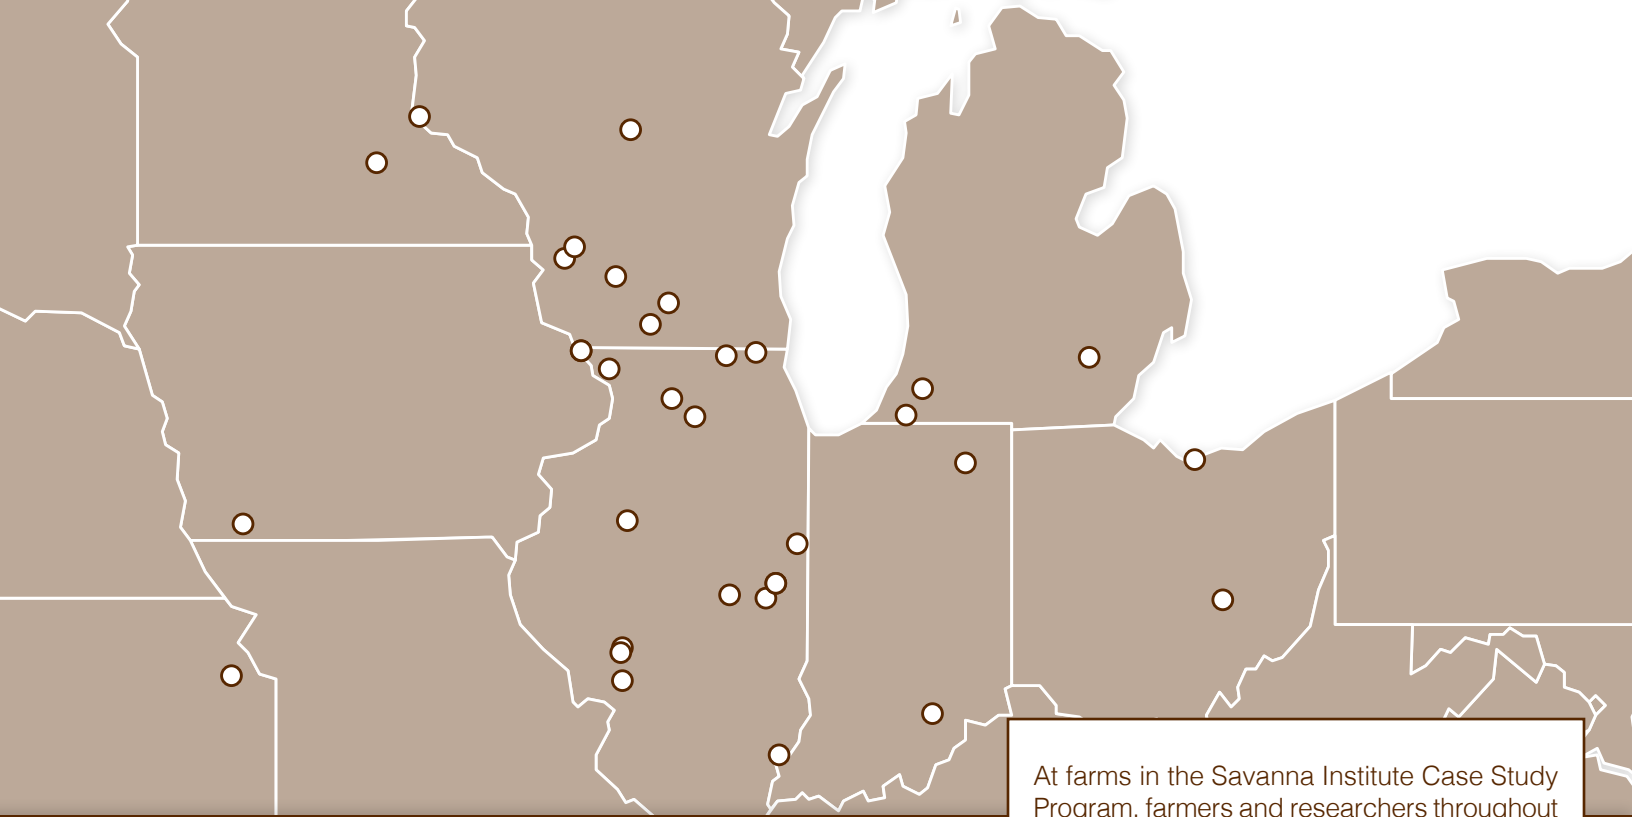 At farms in the Savanna Institute Case Study
Program, farmers and researchers throughout